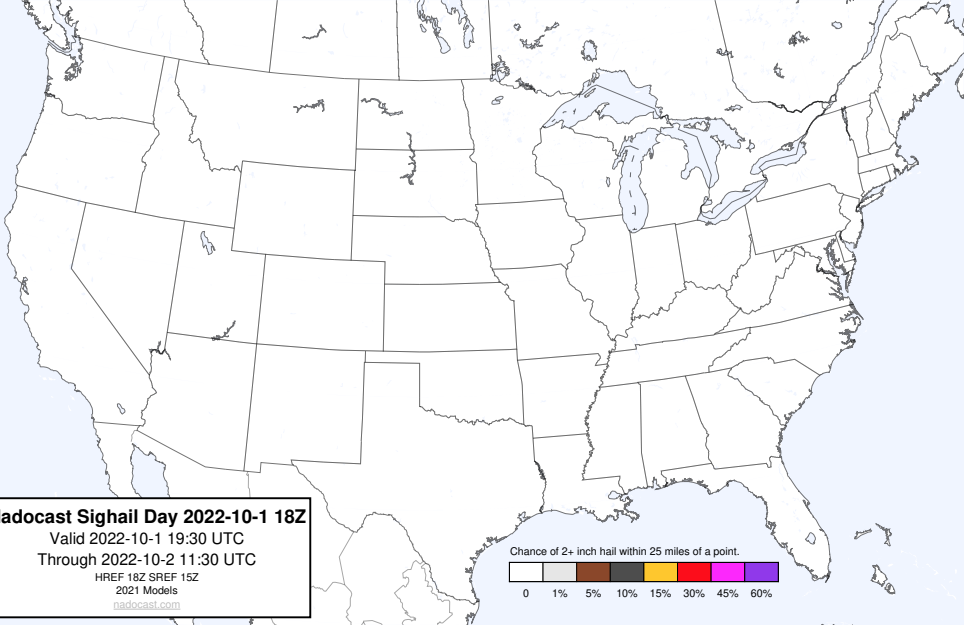 adocast Sighail Day 2022-10-1 18Z
Valid 2022-10-1 19:30 UTC
Through 2022-10-2 11:30 UTC
HREF 18Z SREF 15Z
2021 Models
nadocast.com
Chance of 2+ inch hail within 25 miles of a point.
0 1% 5% 10% 15% 30% 45% 60%